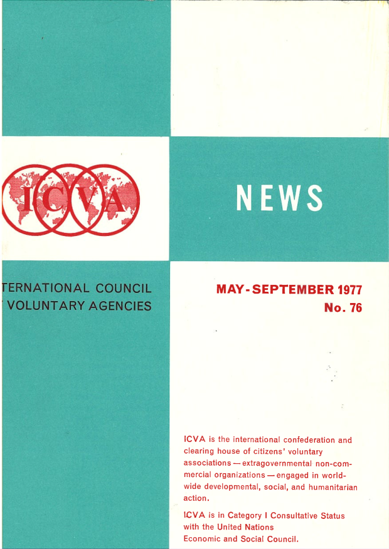 ICVA
NEWS
TERNATIONAL COUNCIL
VOLUNTARY AGENCIES
MAY-SEPTEMBER 1977
No. 76
ICVA is the international confederation and
clearing house of citizens' voluntary
associations — extragovernmental non-com-
mercial organizations — engaged in world-
wide developmental, social, and humanitarian
action.
ICVA is in Category I Consultative Status
with the United Nations
Economic and Social Council.